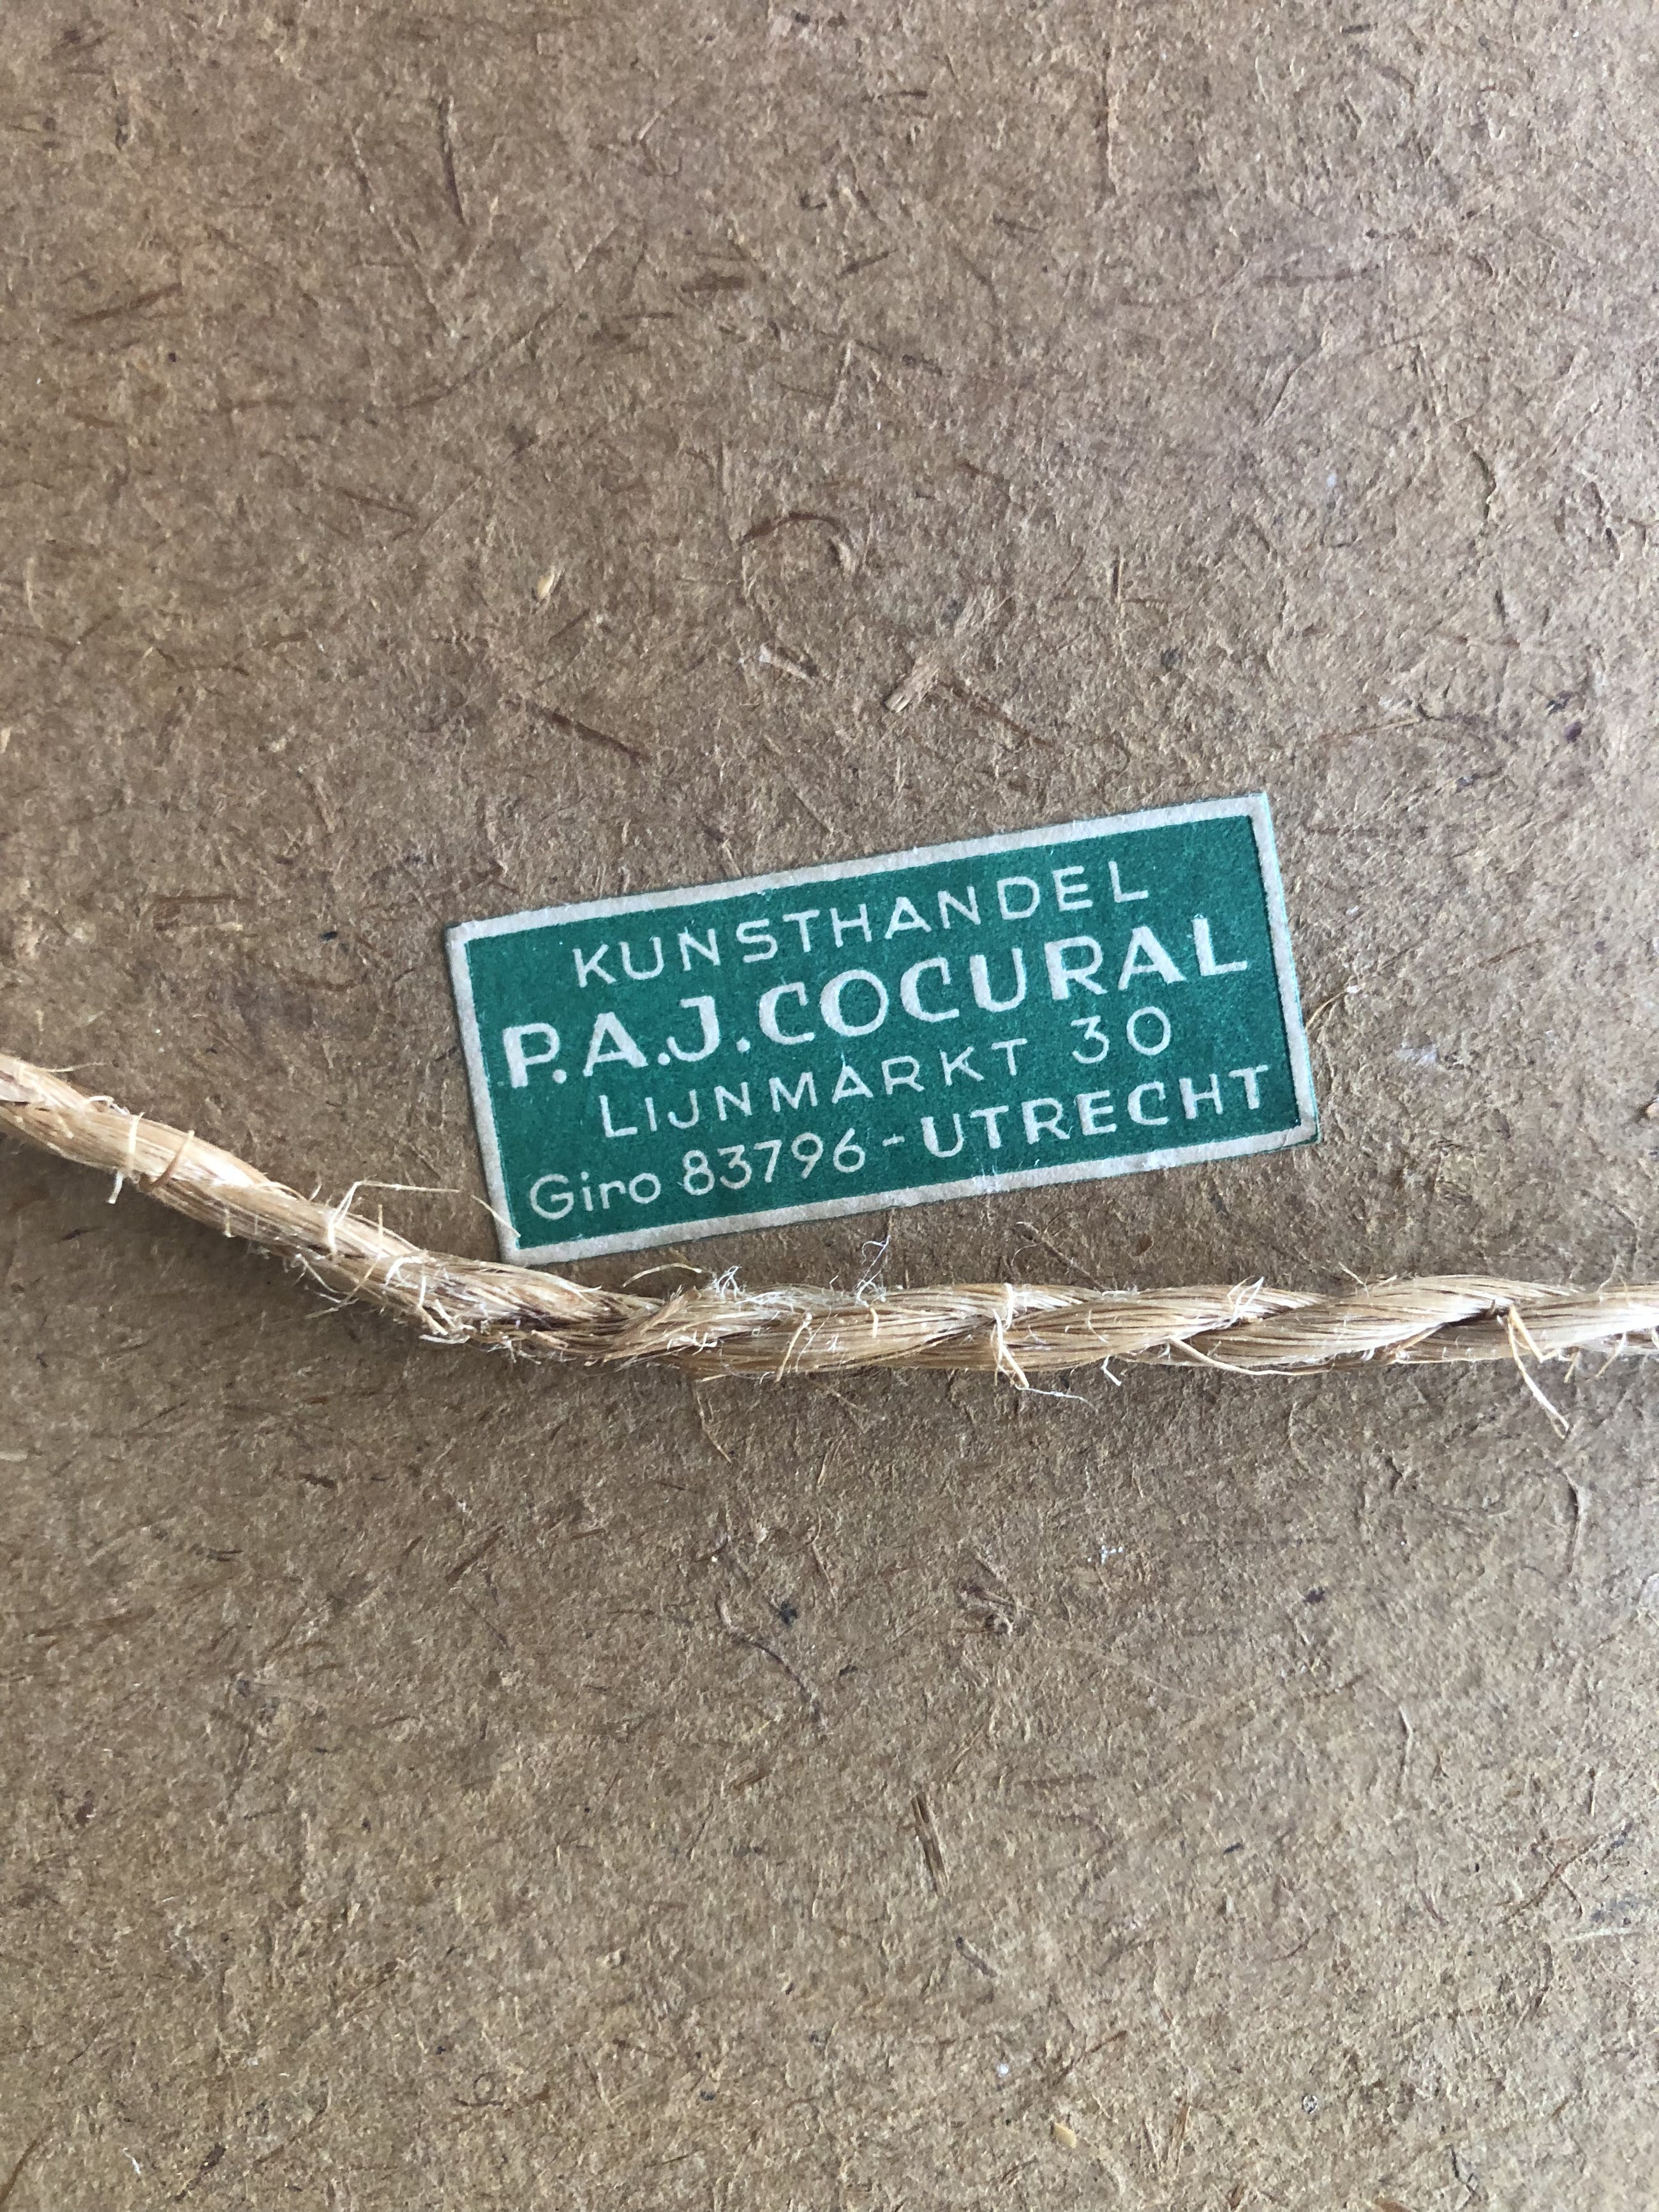 KUNSTHANDEL
P.A.J.COCURAL
LIJNMARKT 30
Giro 83796-UTRECHT